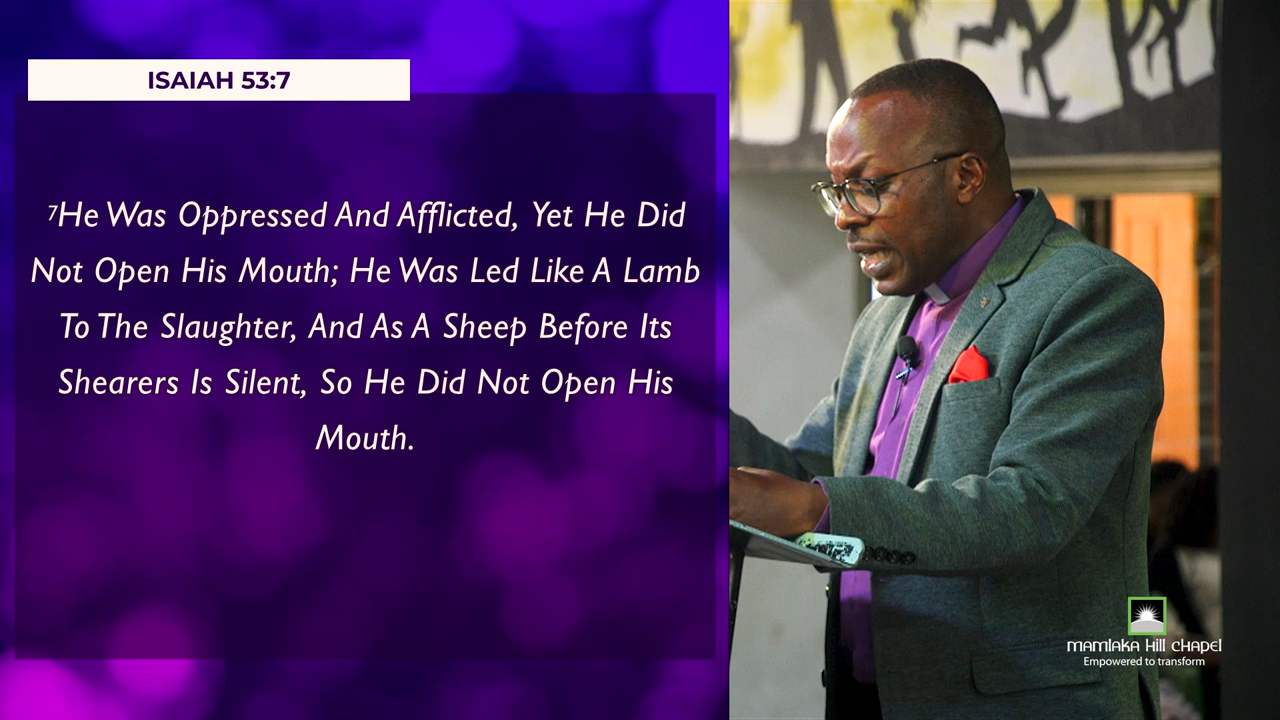 ISAIAH 53:7
⁷He Was Oppressed And Afflicted, Yet He Did
Not Open His Mouth; He Was Led Like A Lamb
To The Slaughter, And As A Sheep Before Its
Shearers Is Silent, So He Did Not Open His
Mouth.
mamlaka hill chapel
Empowered to transform